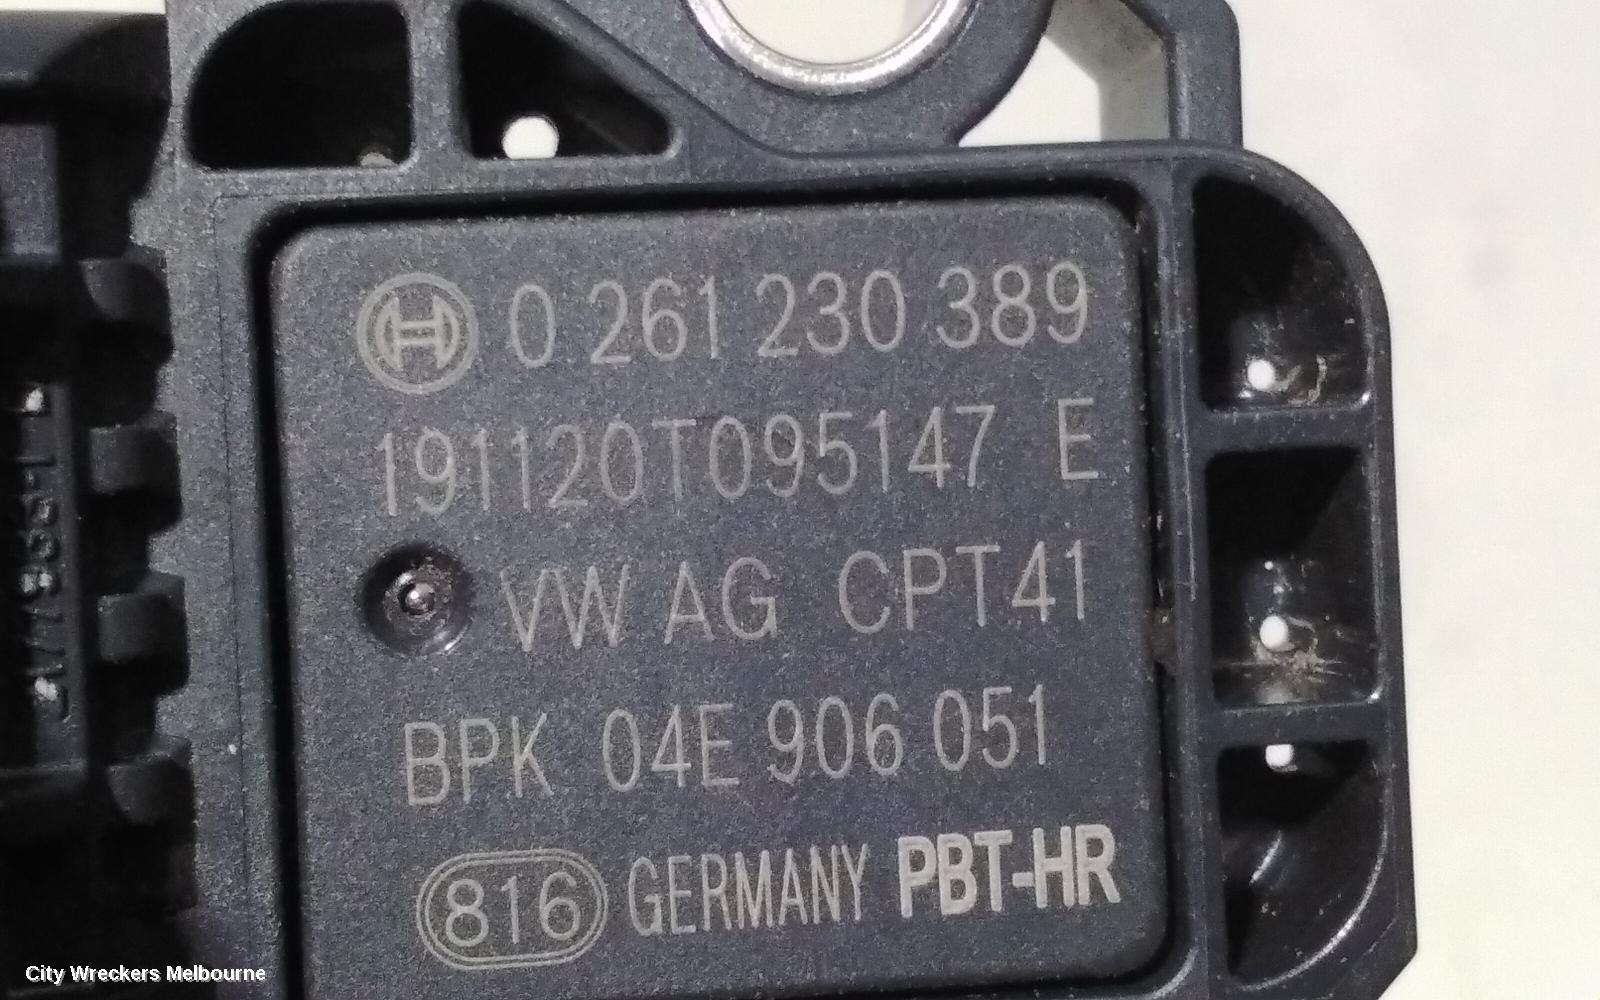 0 261 230 389
191120T095147 E
VW AG CPT41
BPK 04E 906 051
816 GERMANY PBT-HR
City Wreckers Melbourne